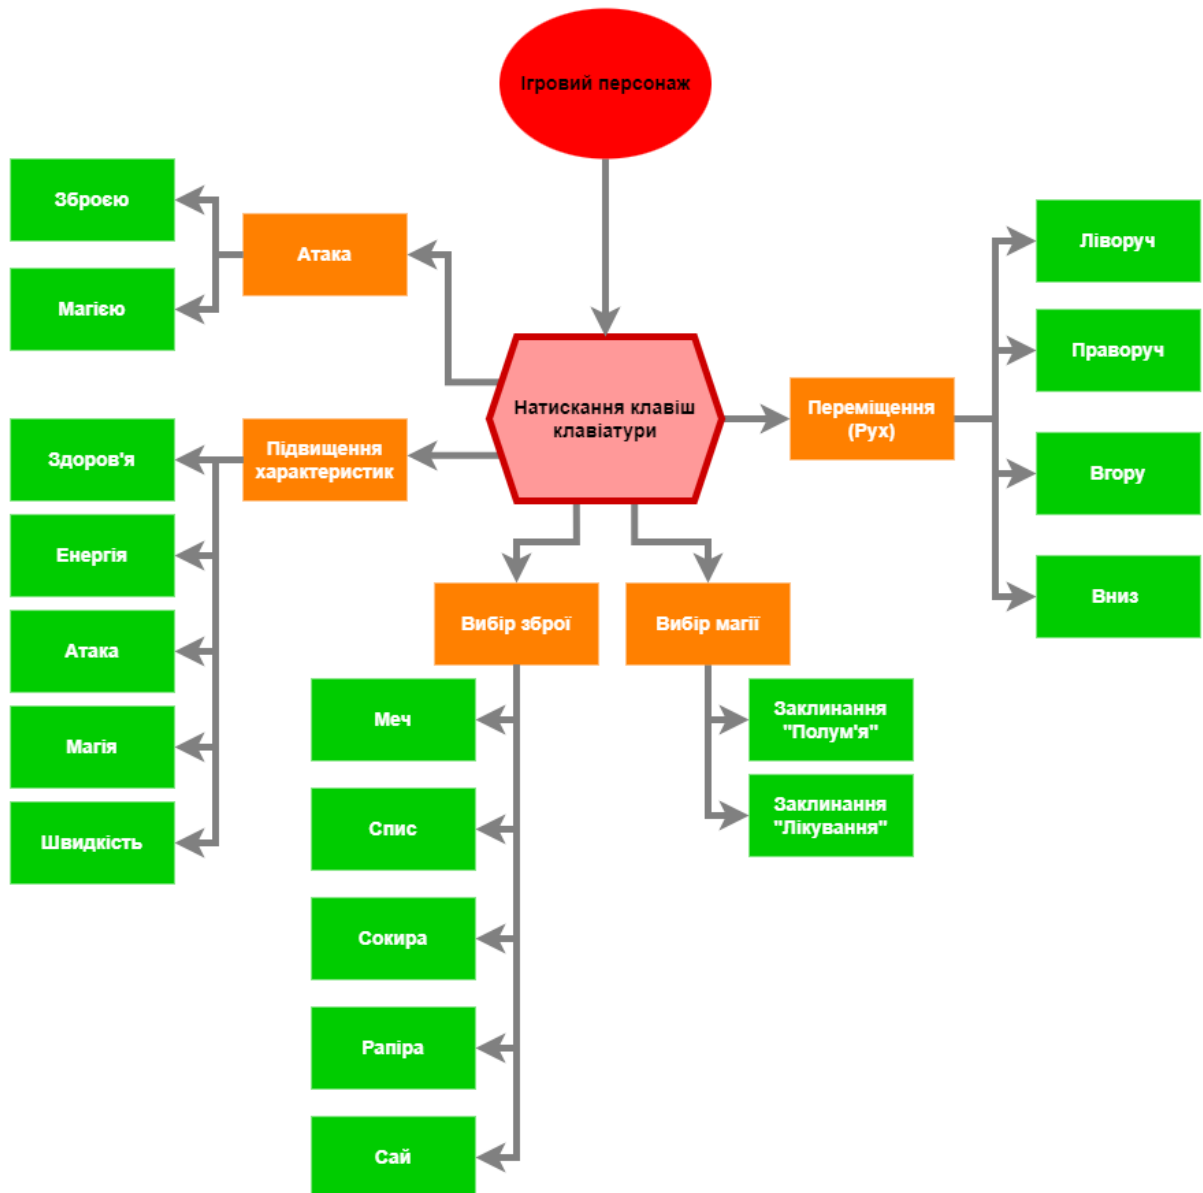 Ігровий персонаж
Зброєю
Магією
Атака
Ліворуч
Праворуч
Вгору
Вниз
Переміщення
(Рух)
Натискання клавіш
клавіатури
Підвищення
характеристик
Здоров'я
Енергія
Атака
Магія
Швидкість
Вибір зброї
Вибір магії
Меч
Спис
Сокира
Рапіра
Сай
Заклинання
"Полум'я"
Заклинання
"Лікування"